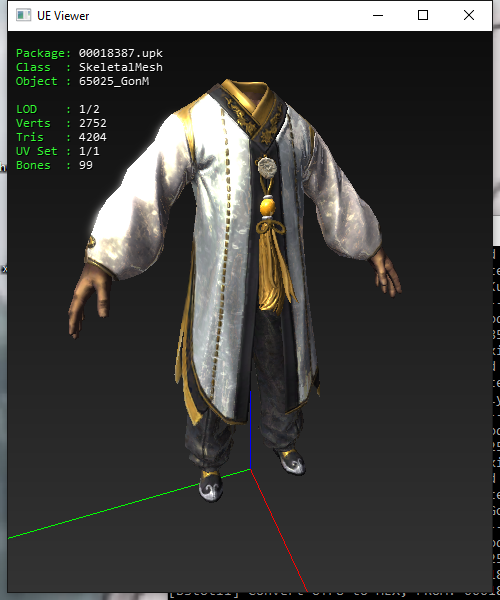 UE Viewer
Package: 00018387.upk
Class : SkeletalMesh
Object : 65025_GonM
LOD : 1/2
Verts : 2752
Tris : 4204
UV Set : 1/1
Bones : 99